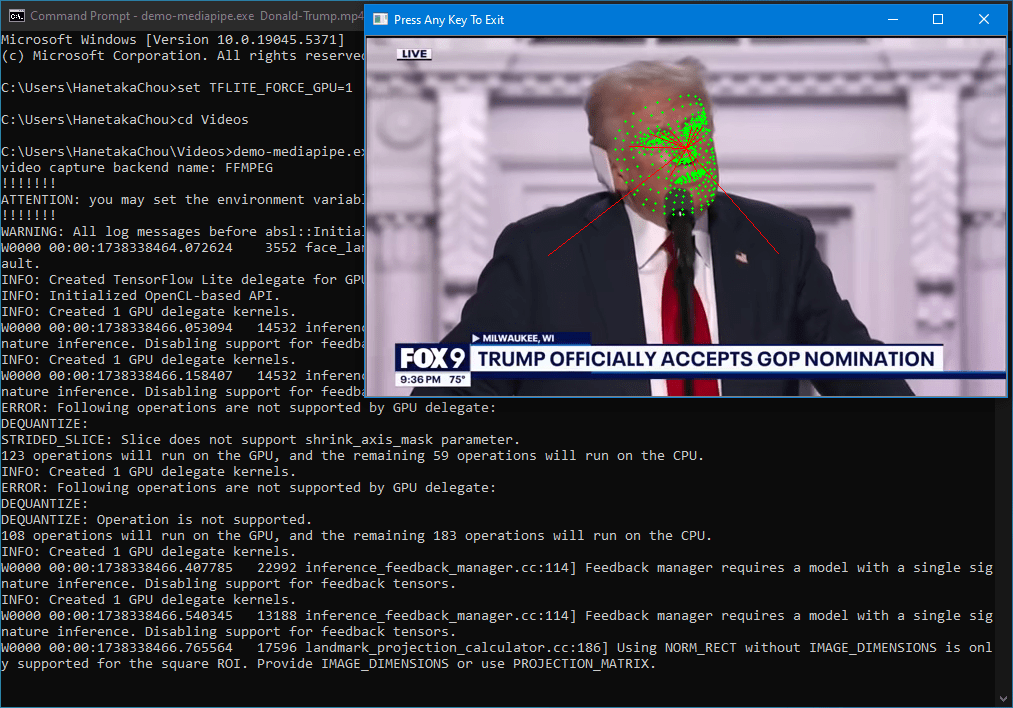 Command Prompt - demo-mediapipe.exe Donald-Trump.mp4
Press Any Key To Exit
Microsoft Windows [Version 10.0.19045.5371]
(c) Microsoft Corporation. All rights reserve
C:\Users\HanetakaChou>set TFLITE_FORCE_GPU=1
C:\Users\HanetakaChou>cd Videos
C:\Users\HanetakaChou\Videos>demo-mediapipe.ex
video capture backend name: FFMPEG
!!!!!!!
ATTENTION: you may set the environment variabl
!!!!!!!
WARNING: All log messages before absl::Initial
W0000 00:00:1738338464.072624    3552 face_lan
ault.
INFO: Created TensorFlow Lite delegate for GPU
INFO: Initialized OpenCL-based API.
INFO: Created 1 GPU delegate kernels.
W0000 00:00:1738338466.053094   14532 inferenc
nature inference. Disabling support for feedba
INFO: Created 1 GPU delegate kernels.
W0000 00:00:1738338466.158407   14532 inferenc
nature inference. Disabling support for feedba
ERROR: Following operations are not supported by GPU delegate:
DEQUANTIZE:
STRIDED_SLICE: Slice does not support shrink_axis_mask parameter.
123 operations will run on the GPU, and the remaining 59 operations will run on the CPU.
INFO: Created 1 GPU delegate kernels.
ERROR: Following operations are not supported by GPU delegate:
DEQUANTIZE:
DEQUANTIZE: Operation is not supported.
108 operations will run on the GPU, and the remaining 183 operations will run on the CPU.
INFO: Created 1 GPU delegate kernels.
W0000 00:00:1738338466.407785   22992 inference_feedback_manager.cc:114] Feedback manager requires a model with a single sig
nature inference. Disabling support for feedback tensors.
INFO: Created 1 GPU delegate kernels.
W0000 00:00:1738338466.540345   13188 inference_feedback_manager.cc:114] Feedback manager requires a model with a single sig
nature inference. Disabling support for feedback tensors.
W0000 00:00:1738338466.765564   17596 landmark_projection_calculator.cc:186] Using NORM_RECT without IMAGE_DIMENSIONS is onl
y supported for the square ROI. Provide IMAGE_DIMENSIONS or use PROJECTION_MATRIX.
LIVE
MILWAUKEE, WI
FOX 9 TRUMP OFFICIALLY ACCEPTS GOP NOMINATION
9:36 PM 75°